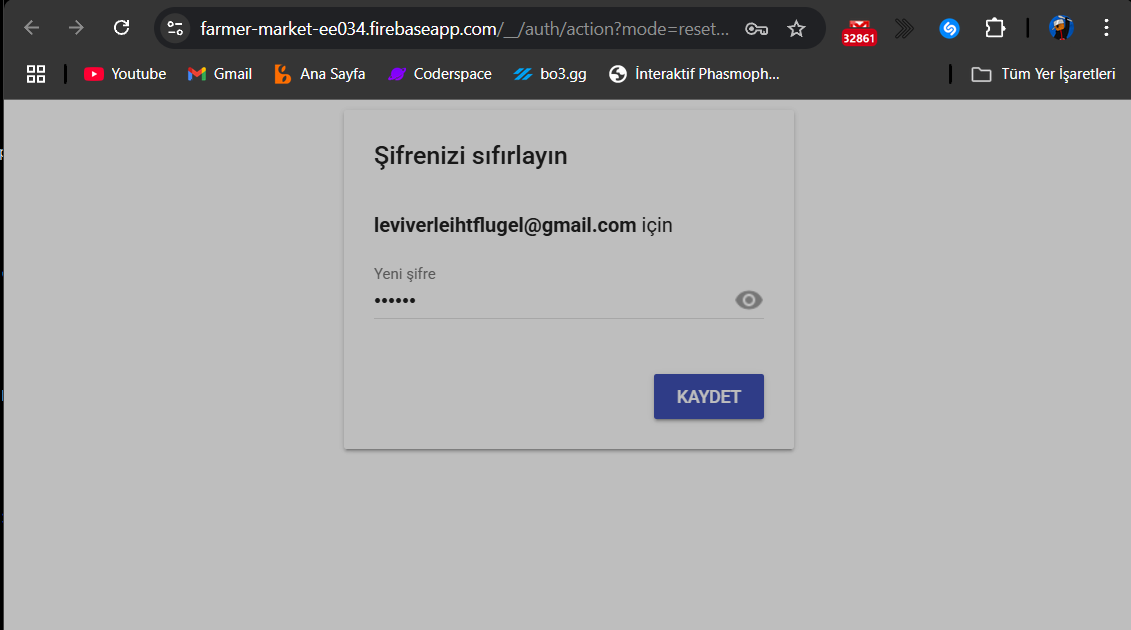 farmer-market-ee034.firebaseapp.com/__/auth/action?mode=reset...
32861
Youtube
Gmail
Ana Sayfa
Coderspace
bo3.gg
İnteraktif Phasmoph...
Tüm Yer İşaretleri
Şifrenizi sıfırlayın
leviverleihtflugel@gmail.com için
Yeni şifre
••••••
KAYDET